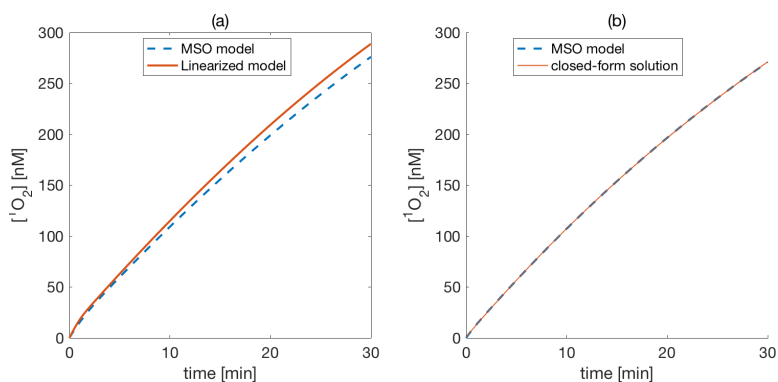 (a)
300
250
200
150
100
50
0
[¹O₂] [nM]
MSO model
Linearized model
0 10 20 30
time [min]
(b)
300
250
200
150
100
50
0
[¹O₂] [nM]
MSO model
closed-form solution
0 10 20 30
time [min]